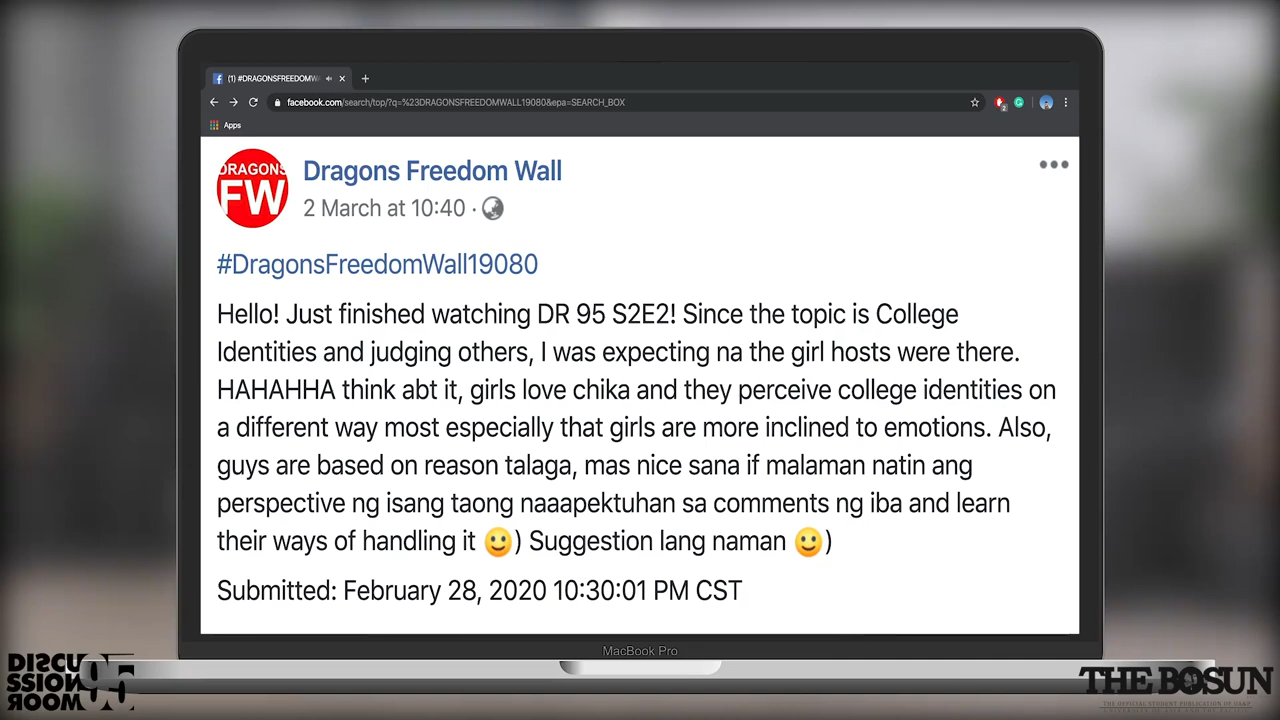 (1) #DRAGONSFREEDOMW
facebook.com/search/top/?q=%23DRAGONSFREEDOMWALL19080&epa=SEARCH_BOX
Apps
DRAGONS
FW
Dragons Freedom Wall
2 March at 10:40 ·
#DragonsFreedomWall19080
Hello! Just finished watching DR 95 S2E2! Since the topic is College
Identities and judging others, I was expecting na the girl hosts were there.
HAHAHHA think abt it, girls love chika and they perceive college identities on
a different way most especially that girls are more inclined to emotions. Also,
guys are based on reason talaga, mas nice sana if malaman natin ang
perspective ng isang taong naaapektuhan sa comments ng iba and learn
their ways of handling it 🙂) Suggestion lang naman 🙂)
Submitted: February 28, 2020 10:30:01 PM CST
MacBook Pro
DISCU
SSION
ROOM
95
THE BOSUN
THE OFFICIAL STUDENT PUBLICATION OF UA&P